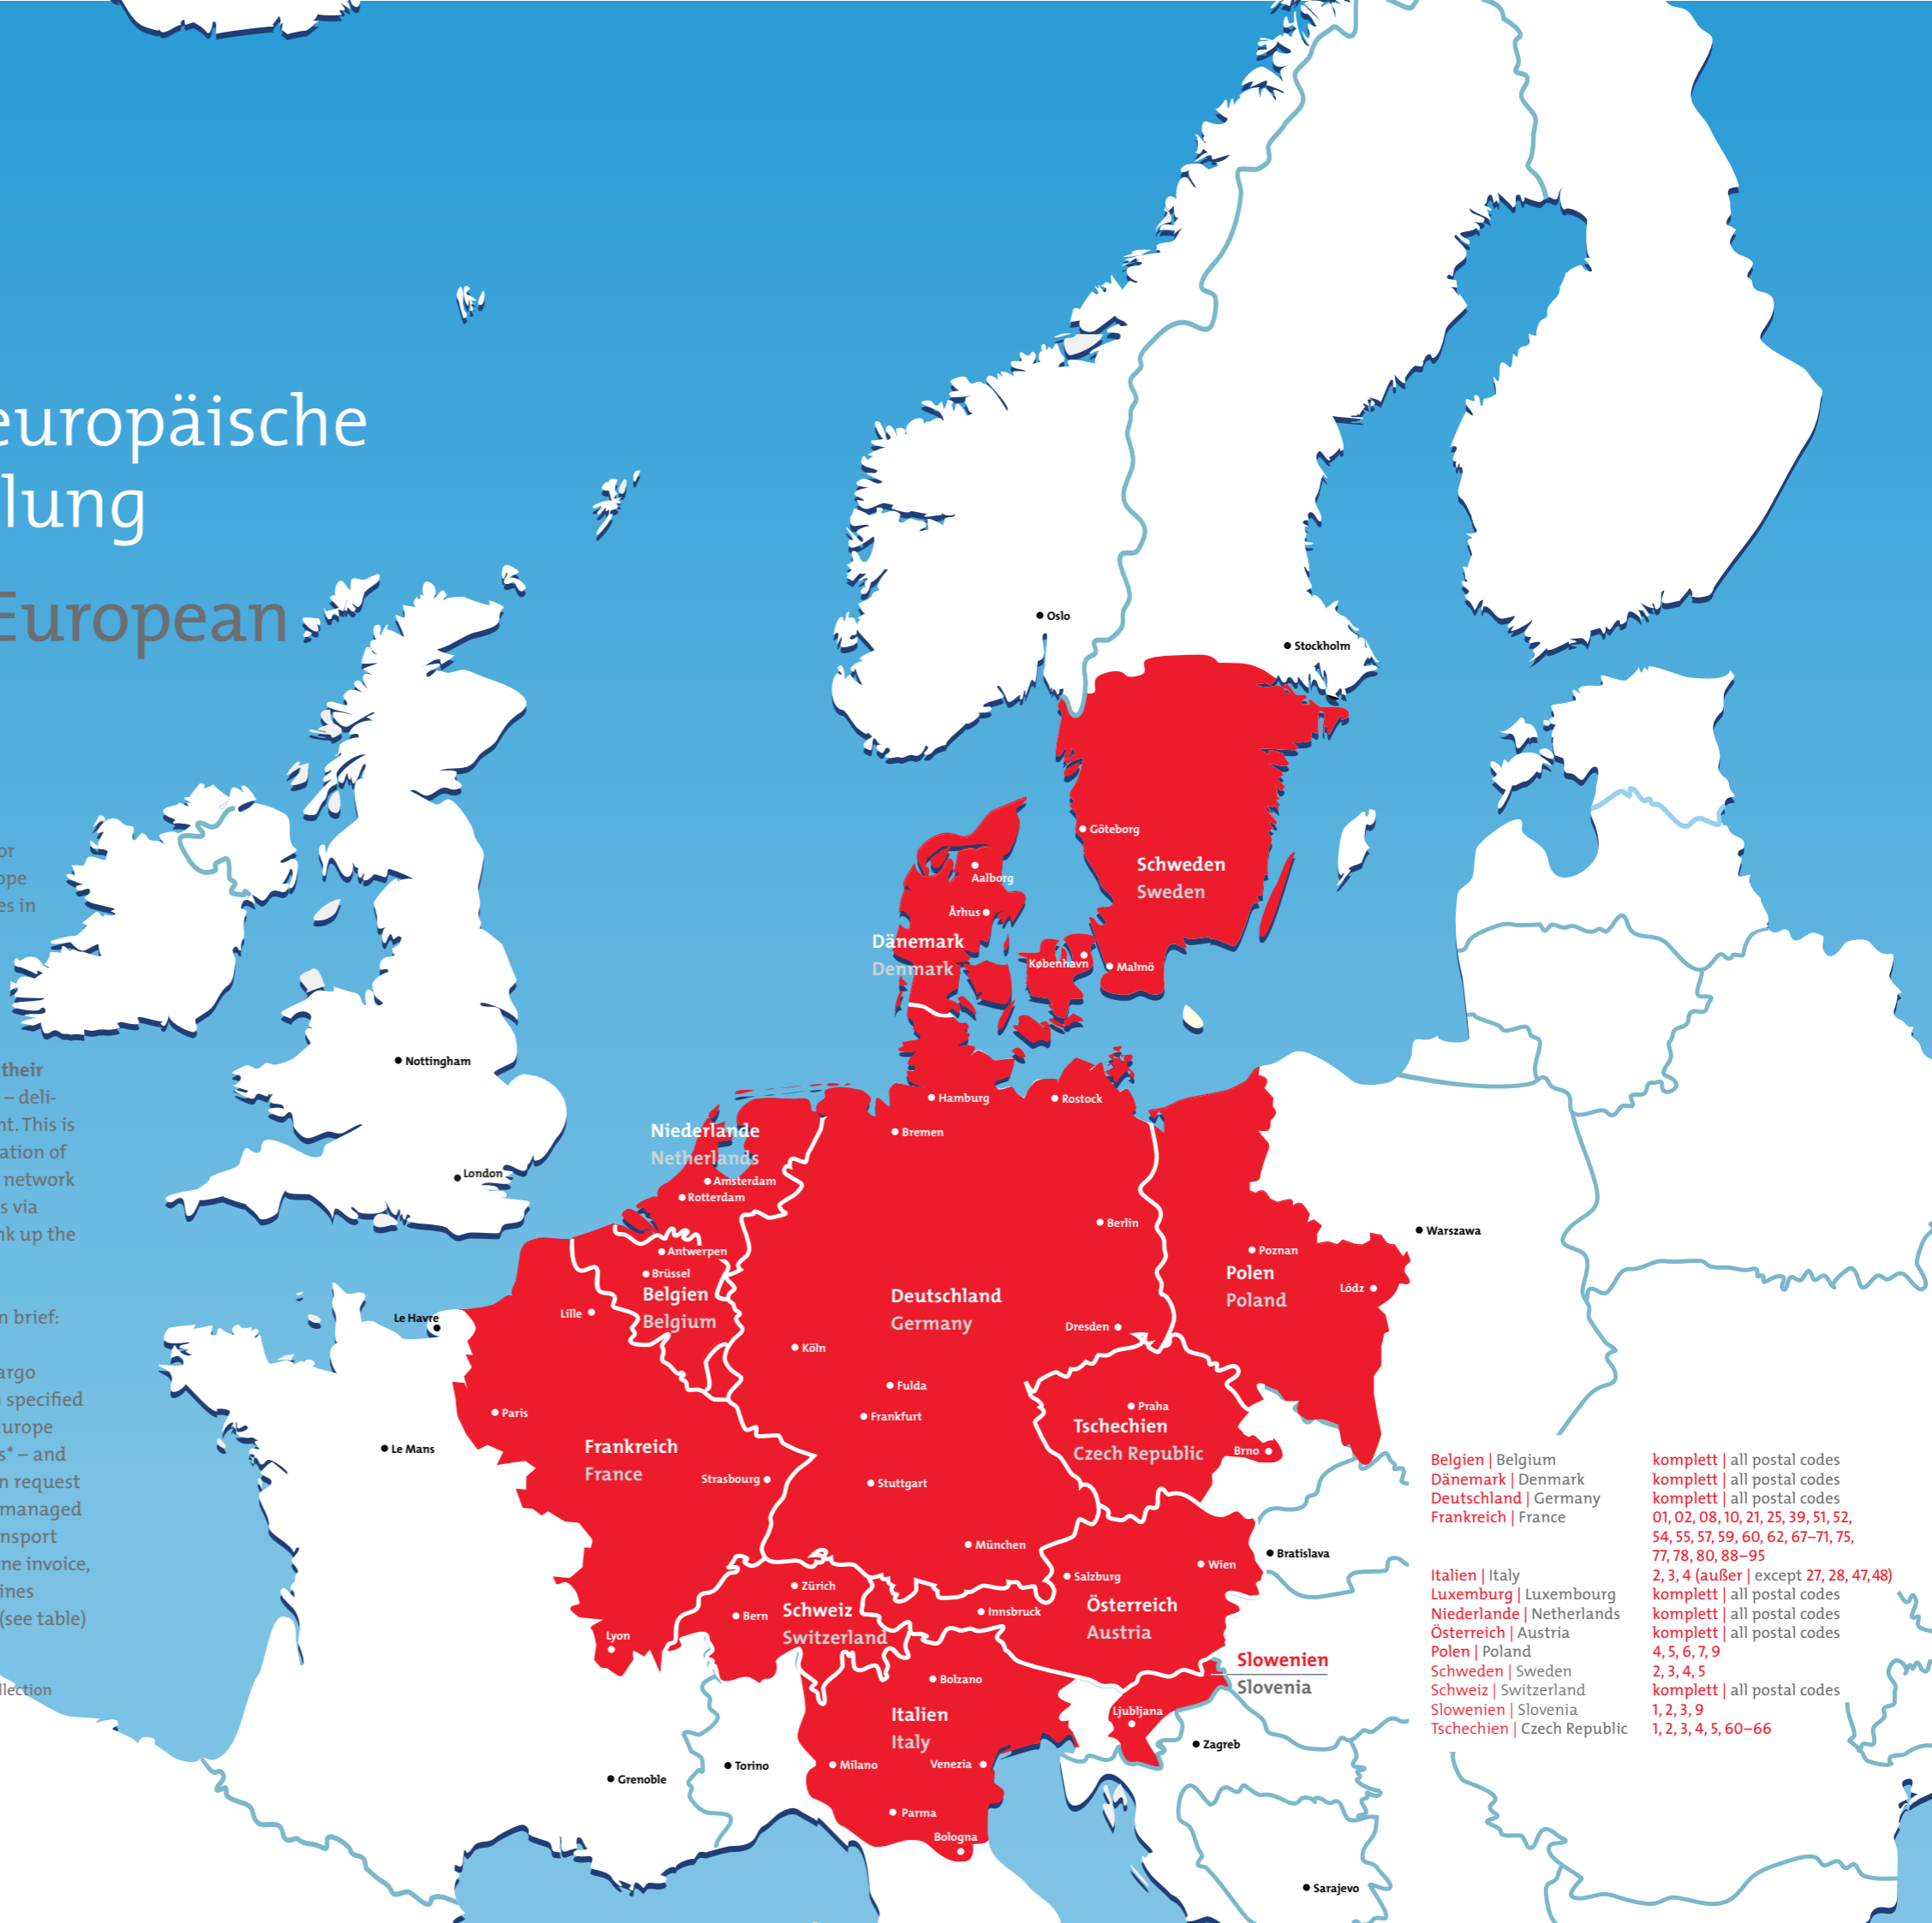 europäische
lung
European
or
ope
es in
their
– deli-
nt. This is
ation of
network
s via
nk up the
n brief:
argo
specified
urope
s* – and
n request
managed
nsport
ne invoice,
ines
(see table)
llection
Oslo
Stockholm
Göteborg
Schweden
Sweden
Aalborg
Århus
Dänemark
Denmark
København
Malmö
Nottingham
London
Hamburg
Rostock
Bremen
Niederlande
Netherlands
Amsterdam
Rotterdam
Berlin
Warszawa
Antwerpen
Brüssel
Belgien
Belgium
Poznan
Polen
Poland
Lódz
Deutschland
Germany
Le Havre
Lille
Dresden
Köln
Fulda
Frankfurt
Paris
Praha
Tschechien
Czech Republic
Brno
Le Mans
Frankreich
France
Strasbourg
Stuttgart
München
Bratislava
Wien
Salzburg
Österreich
Austria
Zürich
Bern
Schweiz
Switzerland
Innsbruck
Lyon
Slowenien
Slovenia
Bolzano
Italien
Italy
Ljubljana
Zagreb
Torino
Grenoble
Milano
Venezia
Parma
Bologna
Sarajevo
Belgien | Belgium komplett | all postal codes
Dänemark | Denmark komplett | all postal codes
Deutschland | Germany komplett | all postal codes
Frankreich | France 01, 02, 08, 10, 21, 25, 39, 51, 52,
54, 55, 57, 59, 60, 62, 67–71, 75,
77, 78, 80, 88–95
Italien | Italy 2, 3, 4 (außer | except 27, 28, 47,48)
Luxemburg | Luxembourg komplett | all postal codes
Niederlande | Netherlands komplett | all postal codes
Österreich | Austria komplett | all postal codes
Polen | Poland 4, 5, 6, 7, 9
Schweden | Sweden 2, 3, 4, 5
Schweiz | Switzerland komplett | all postal codes
Slowenien | Slovenia 1, 2, 3, 9
Tschechien | Czech Republic 1, 2, 3, 4, 5, 60–66